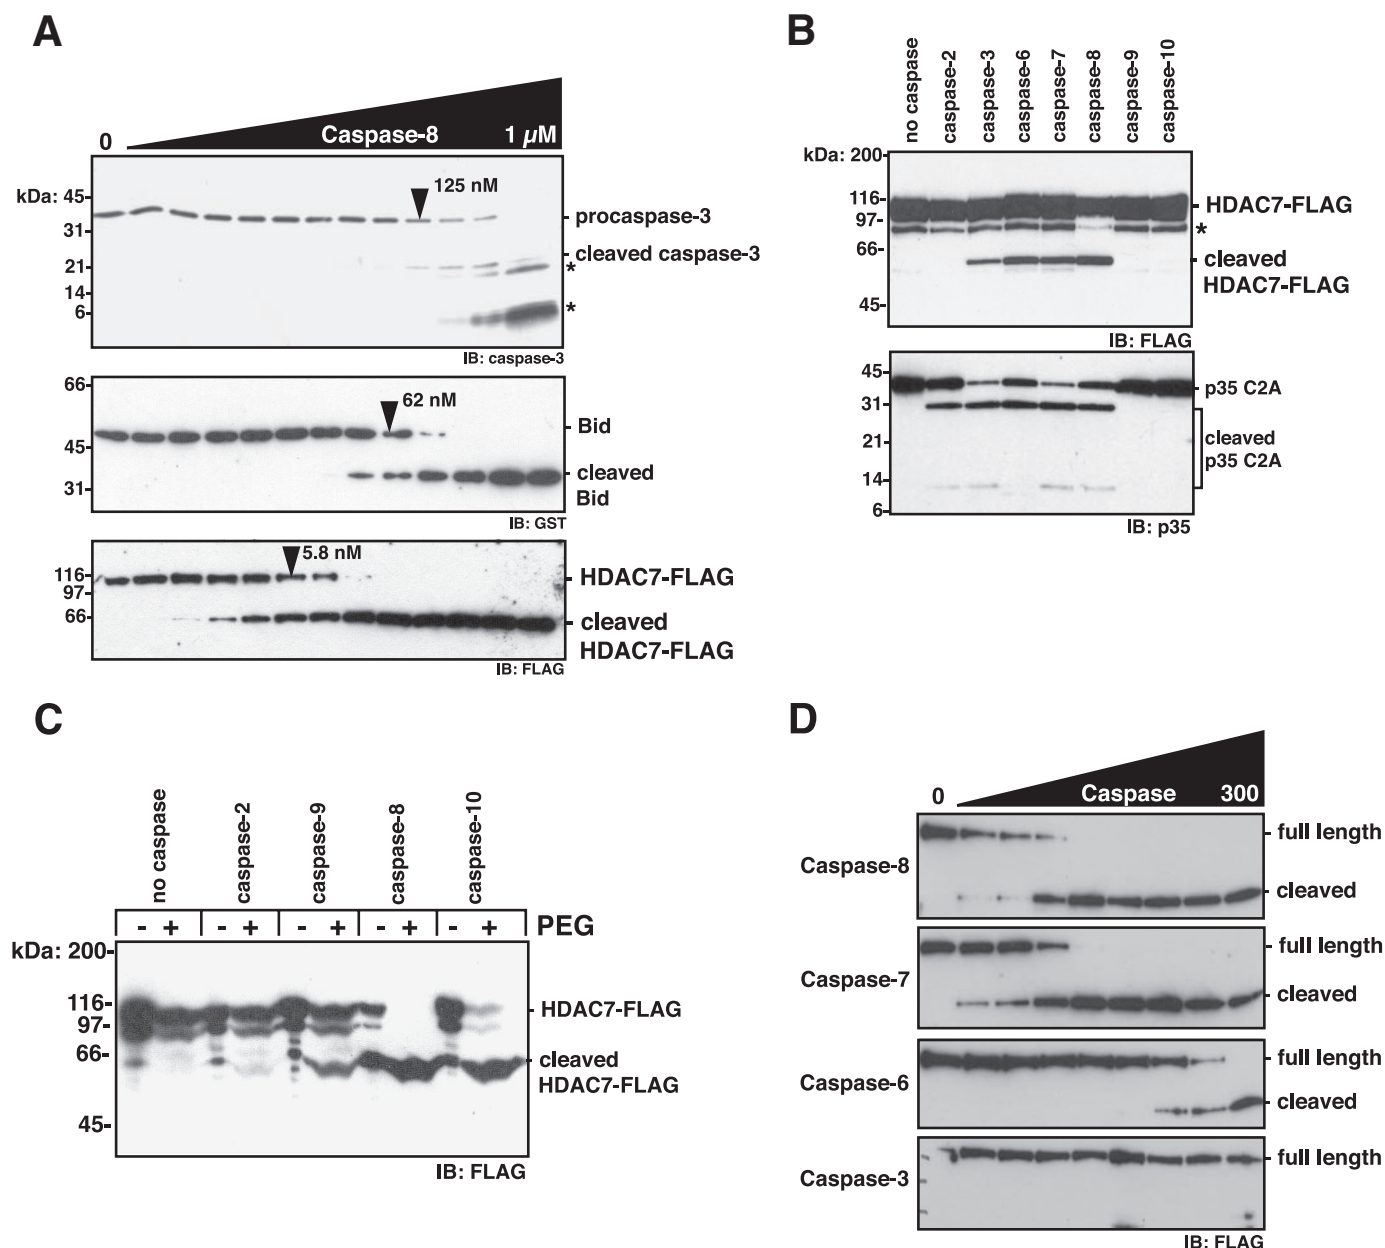 A
0 Caspase-8 1 µM
kDa: 45-
31-
21-
14-
6-
125 nM
procaspase-3
cleaved caspase-3
*
*
IB: caspase-3
66-
45-
31-
62 nM
Bid
cleaved
Bid
IB: GST
116-
97-
66-
5.8 nM
HDAC7-FLAG
cleaved
HDAC7-FLAG
IB: FLAG
B
no caspase
caspase-2
caspase-3
caspase-6
caspase-7
caspase-8
caspase-9
caspase-10
kDa: 200-
116-
97-
66-
45-
HDAC7-FLAG
*
cleaved
HDAC7-FLAG
IB: FLAG
45-
31-
21-
14-
6-
p35 C2A
cleaved
p35 C2A
IB: p35
C
no caspase
caspase-2
caspase-9
caspase-8
caspase-10
- + - + - + - + - + PEG
kDa: 200-
116-
97-
66-
45-
HDAC7-FLAG
cleaved
HDAC7-FLAG
IB: FLAG
D
0 Caspase 300
Caspase-8
full length
cleaved
Caspase-7
full length
cleaved
Caspase-6
full length
cleaved
Caspase-3
full length
IB: FLAG